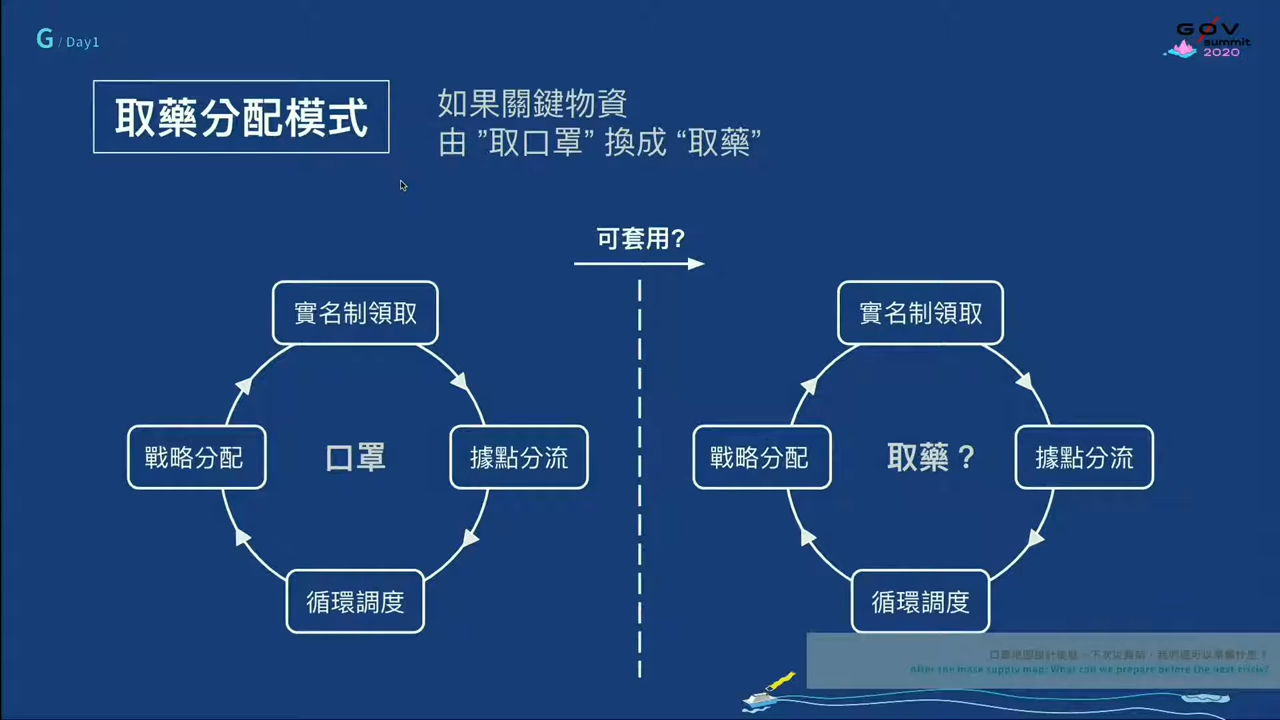 G / Day1
GOV
summit
2020
取藥分配模式
如果關鍵物資
由 ”取口罩” 換成 “取藥”
可套用?
實名制領取
戰略分配
口罩
據點分流
循環調度
實名制領取
戰略分配
取藥？
據點分流
循環調度
After the mask supply map: What can we prepare before the next crisis?